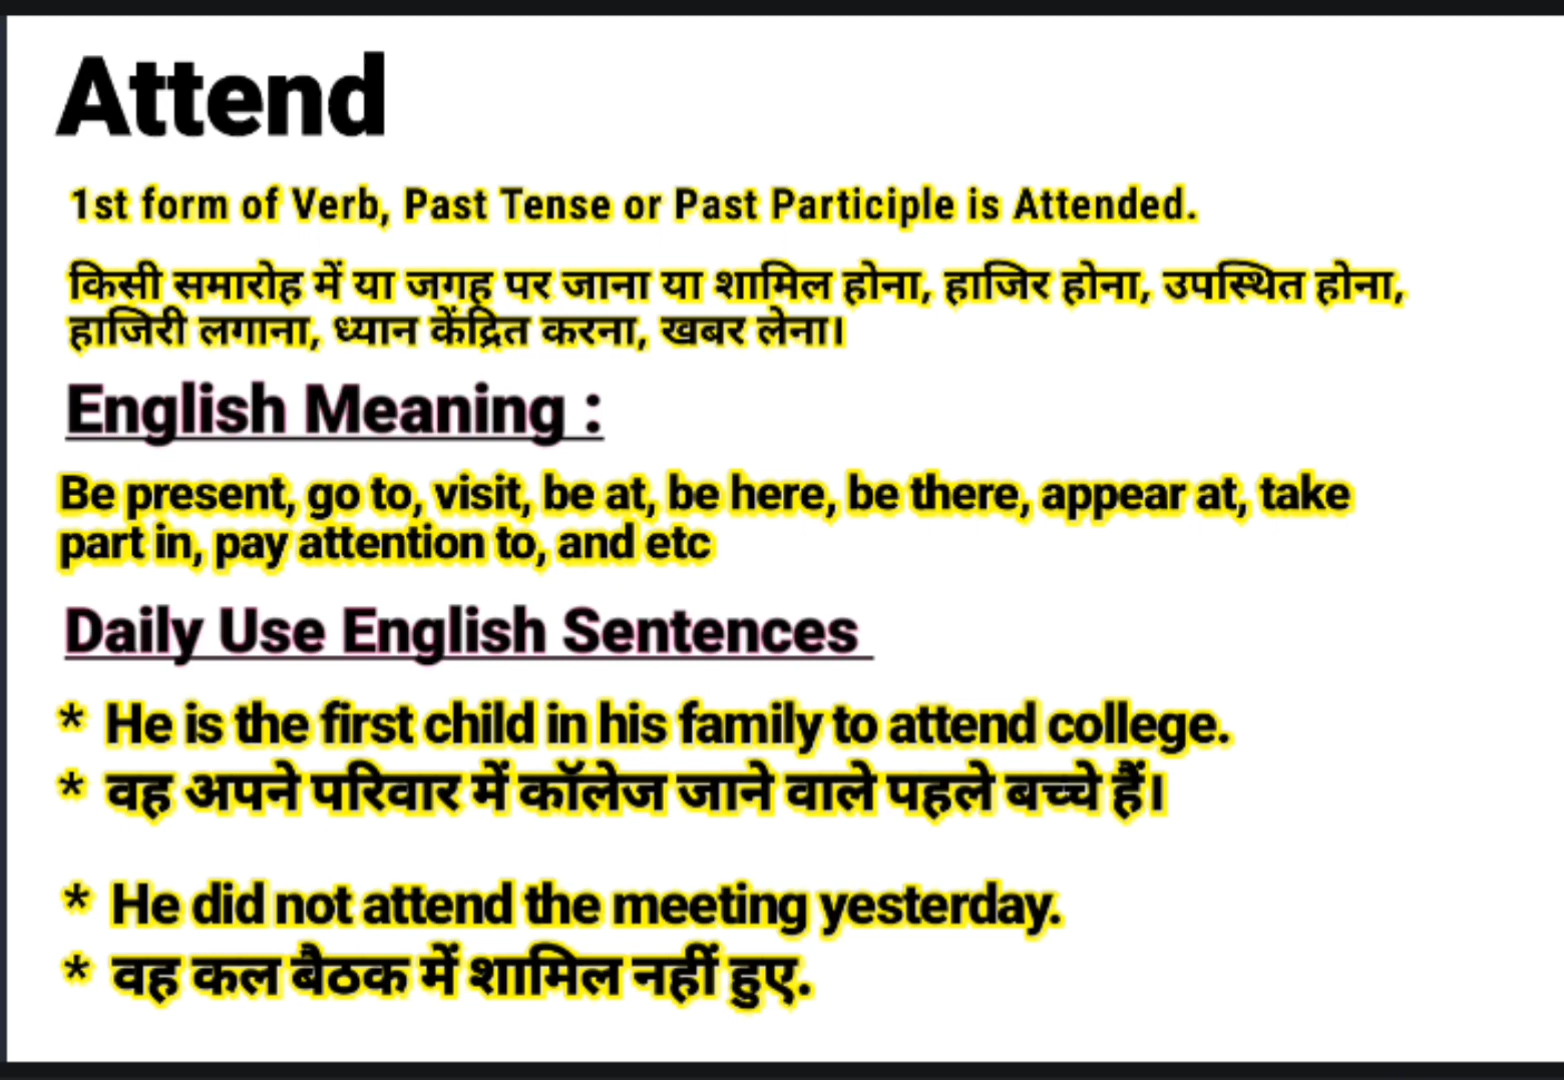 Attend
1st form of Verb, Past Tense or Past Participle is Attended.
किसी समारोह में या जगह पर जाना या शामिल होना, हाजिर होना, उपस्थित होना,
हाजिरी लगाना, ध्यान केंद्रित करना, खबर लेना।
English Meaning :
Be present, go to, visit, be at, be here, be there, appear at, take
part in, pay attention to, and etc
Daily Use English Sentences
* He is the first child in his family to attend college.
* वह अपने परिवार में कॉलेज जाने वाले पहले बच्चे हैं।
* He did not attend the meeting yesterday.
* वह कल बैठक में शामिल नहीं हुए.